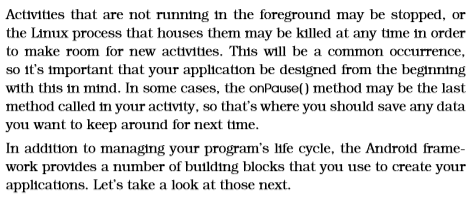 Activities that are not running in the foreground may be stopped, or
the Linux process that houses them may be killed at any time in order
to make room for new activities. This will be a common occurrence,
so it's important that your application be designed from the beginning
with this in mind. In some cases, the onPause() method may be the last
method called in your activity, so that's where you should save any data
you want to keep around for next time.
In addition to managing your program's life cycle, the Android frame-
work provides a number of building blocks that you use to create your
applications. Let's take a look at those next.